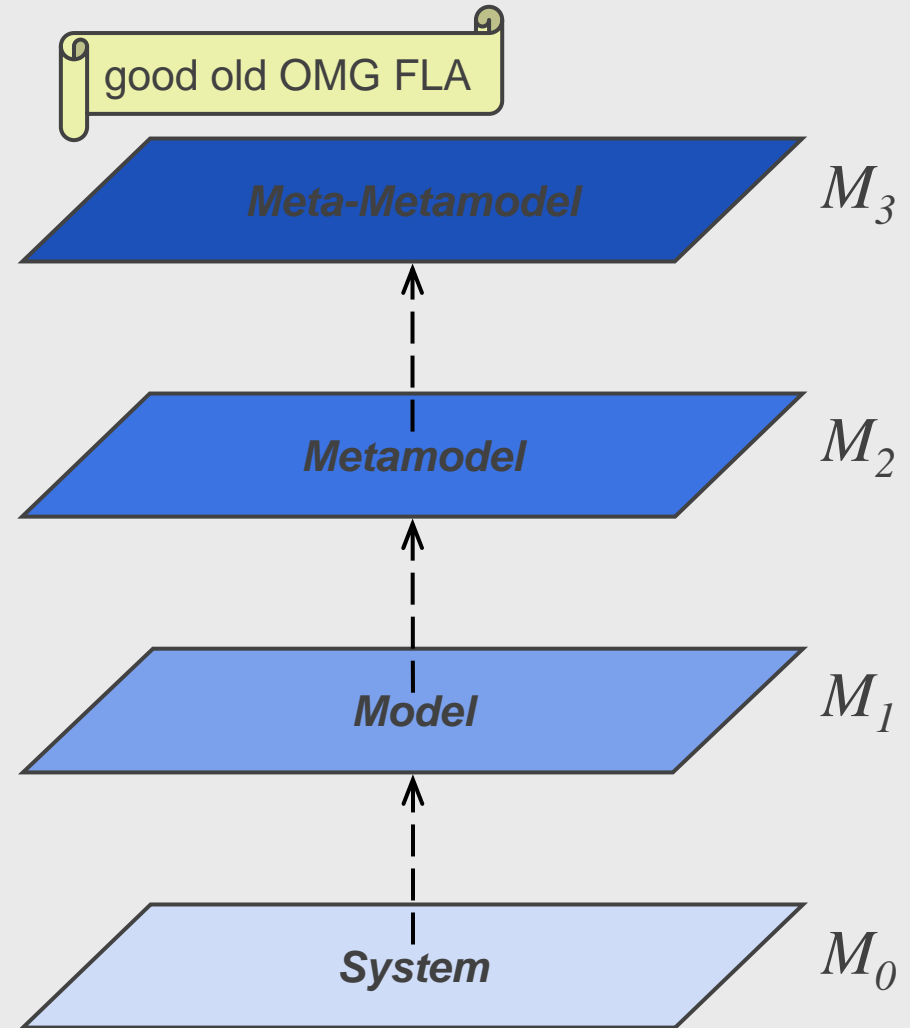 good old OMG FLA
Meta-Metamodel M3
Metamodel M2
Model M1
System M0